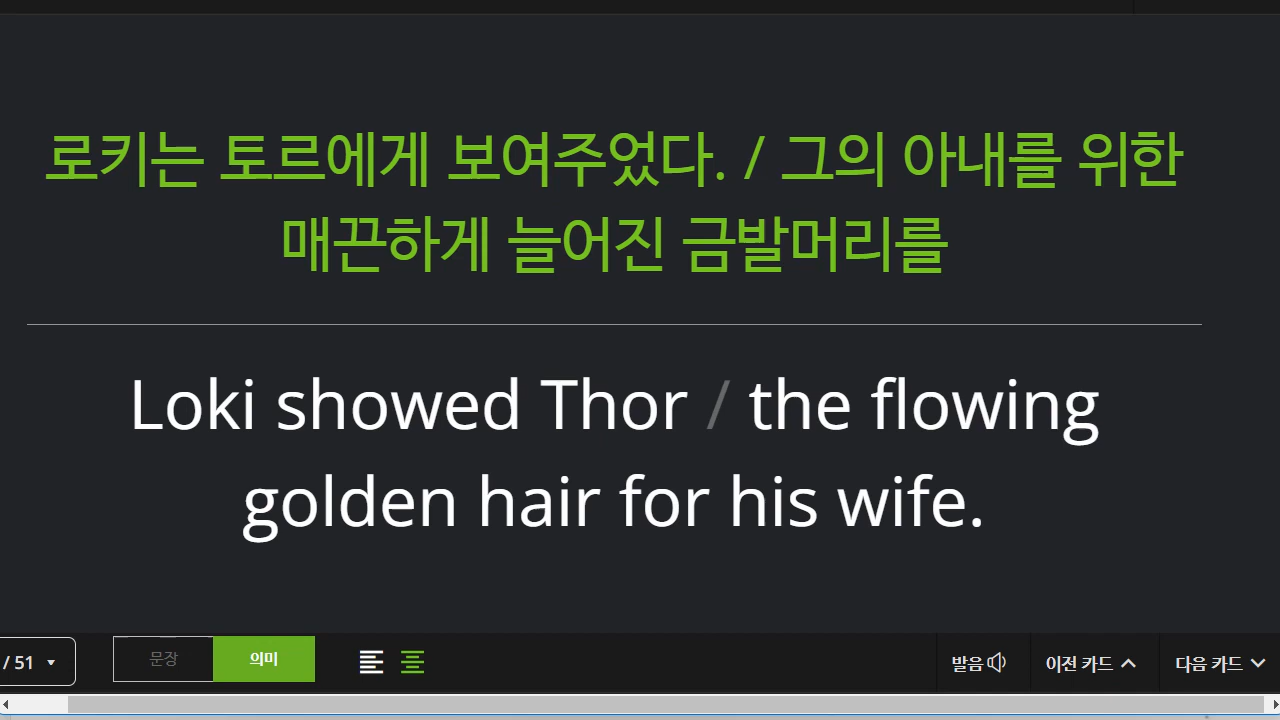 로키는 토르에게 보여주었다. / 그의 아내를 위한
매끈하게 늘어진 금발머리를
Loki showed Thor / the flowing
golden hair for his wife.
/ 51 문장 의미 발음 이전 카드 다음 카드